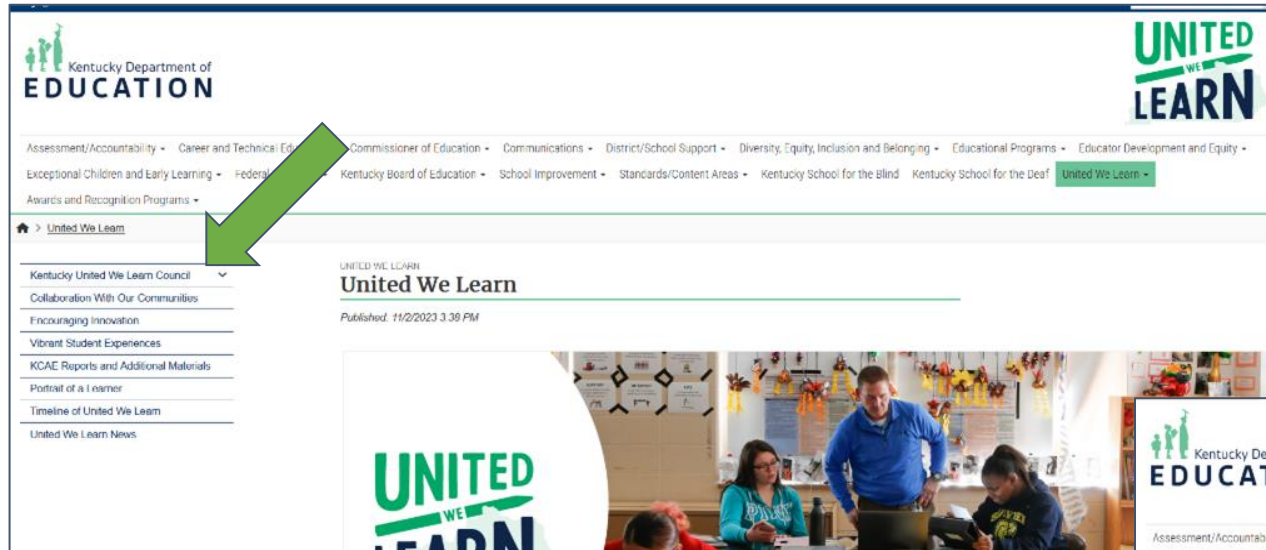 Kentucky Department of
EDUCATION
UNITED
WE
LEARN
Assessment/Accountability Career and Technical Edu Commissioner of Education Communications District/School Support Diversity, Equity, Inclusion and Belonging Educational Programs Educator Development and Equity
Exceptional Children and Early Learning Federal Kentucky Board of Education School Improvement Standards/Content Areas Kentucky School for the Blind Kentucky School for the Deaf United We Learn
Awards and Recognition Programs
> United We Learn
Kentucky United We Learn Council
Collaboration With Our Communities
Encouraging Innovation
Vibrant Student Experiences
KCAE Reports and Additional Materials
Portrait of a Learner
Timeline of United We Learn
United We Learn News
UNITED WE LEARN
United We Learn
Published: 11/2/2023 3:38 PM
UNITED
WE
LEARN
Kentucky De
EDUCAT
Assessment/Accountab